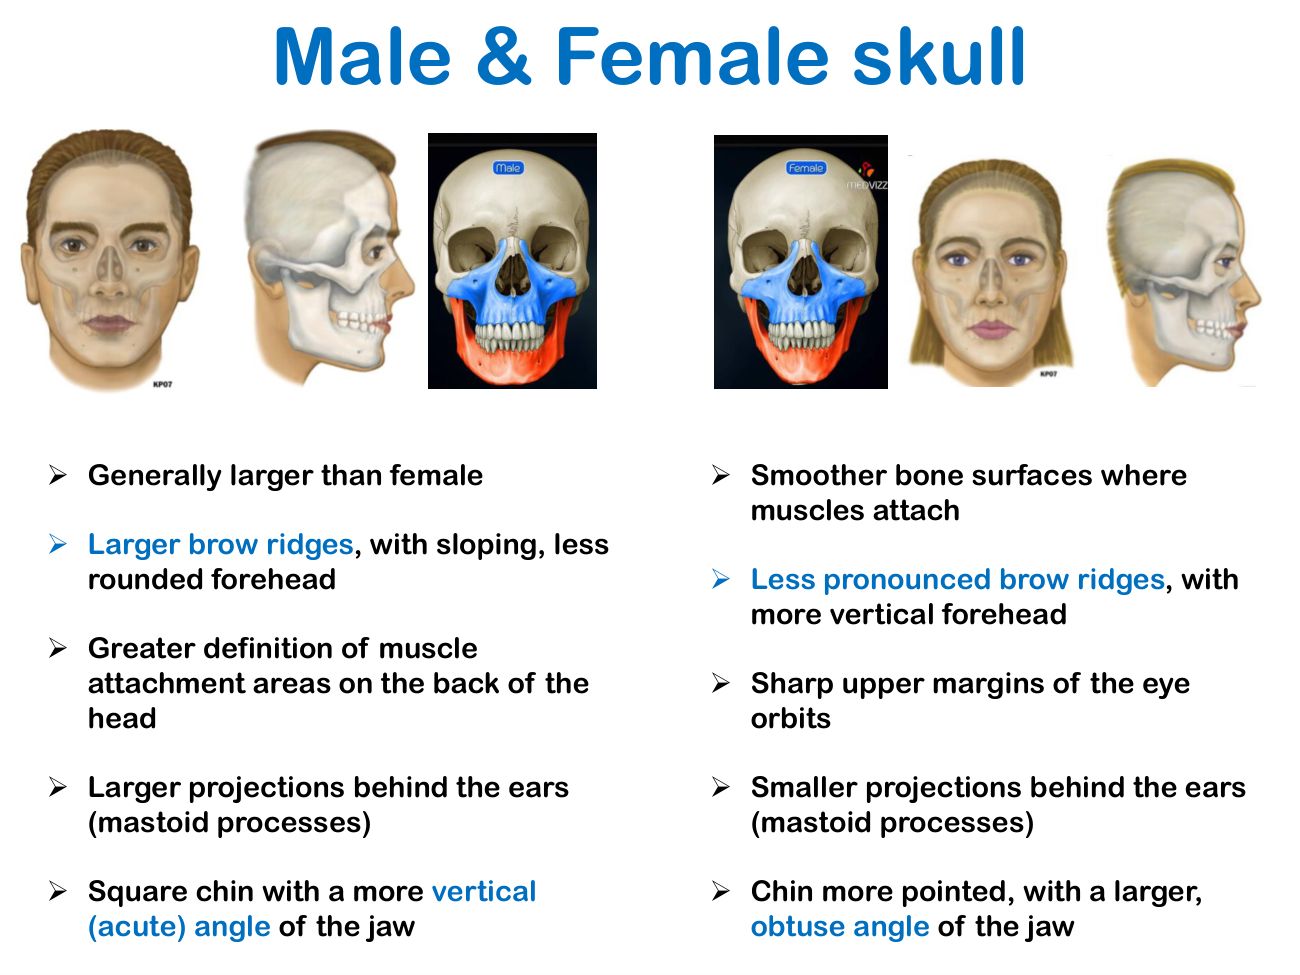 Male & Female skull
Male
Female
MEDVIZZ
KP07
KP07
➢ Generally larger than female
➢ Larger brow ridges, with sloping, less
rounded forehead
➢ Greater definition of muscle
attachment areas on the back of the
head
➢ Larger projections behind the ears
(mastoid processes)
➢ Square chin with a more vertical
(acute) angle of the jaw
➢ Smoother bone surfaces where
muscles attach
➢ Less pronounced brow ridges, with
more vertical forehead
➢ Sharp upper margins of the eye
orbits
➢ Smaller projections behind the ears
(mastoid processes)
➢ Chin more pointed, with a larger,
obtuse angle of the jaw